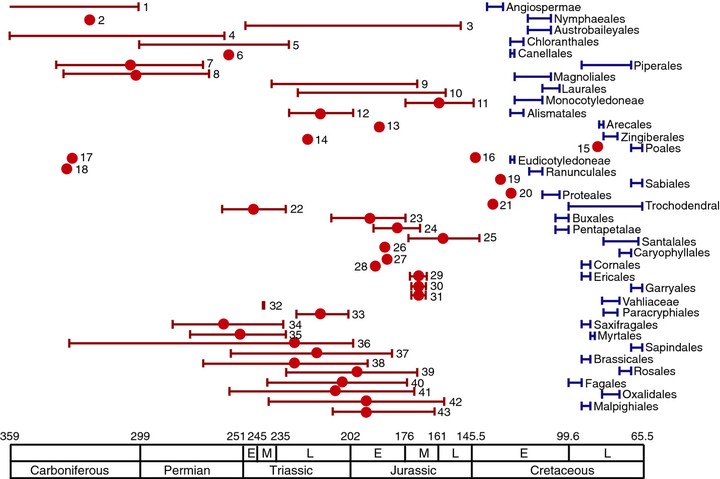 1 Angiospermae
2 Nymphaeales
3 Austrobaileyales
4 Chloranthales
5
6 Canellales
7 Piperales
8 Magnoliales
9 Laurales
10 Monocotyledoneae
11
12 Alismatales
13 Arecales
14 Zingiberales
15 Poales
16 Eudicotyledoneae
17
18 Ranunculales
19 Sabiales
20 Proteales
21 Trochodendral
22
23 Buxales
24 Pentapetalae
25 Santalales
26 Caryophyllales
27
28 Cornales
29 Ericales
30 Garryales
31
32 Vahliaceae
33 Paracryphiales
34 Saxifragales
35 Myrtales
36 Sapindales
37 Brassicales
38 Rosales
39
40 Fagales
41 Oxalidales
42 Malpighiales
43
359 299 251 245 235 202 176 161 145.5 99.6 65.5
E M L E M L E L
Carboniferous Permian Triassic Jurassic Cretaceous